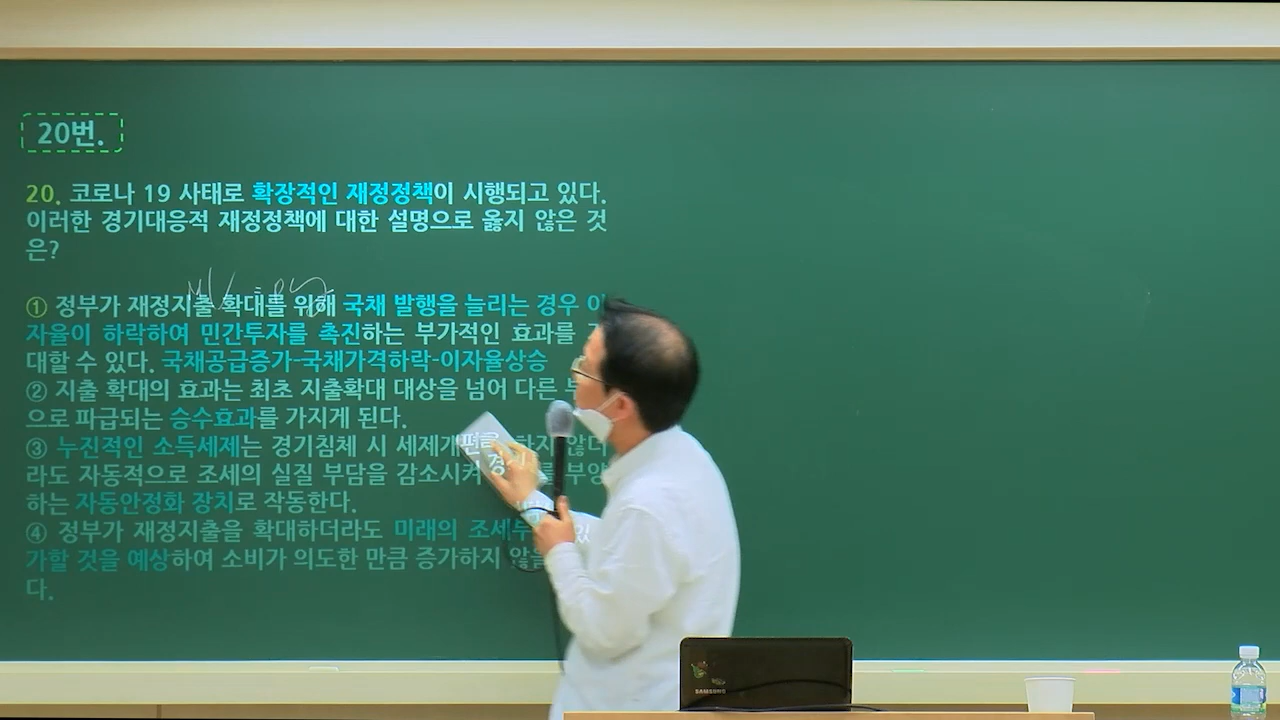 20번.
20. 코로나 19 사태로 확장적인 재정정책이 시행되고 있다.
이러한 경기대응적 재정정책에 대한 설명으로 옳지 않은 것
은?
① 정부가 재정지출 확대를 위해 국채 발행을 늘리는 경우
자율이 하락하여 민간투자를 촉진하는 부가적인 효과를
대할 수 있다. 국채공급증가-국채가격하락-이자율상승
② 지출 확대의 효과는 최초 지출확대 대상을 넘어 다른
으로 파급되는 승수효과를 가지게 된다.
③ 누진적인 소득세제는 경기침체 시 세제개편을 하지 않더
라도 자동적으로 조세의 실질 부담을 감소시켜 부양
하는 자동안정화 장치로 작동한다.
④ 정부가 재정지출을 확대하더라도 미래의
가할 것을 예상하여 소비가 의도한 만큼 증가하지 않을
다.
SAMSUNG